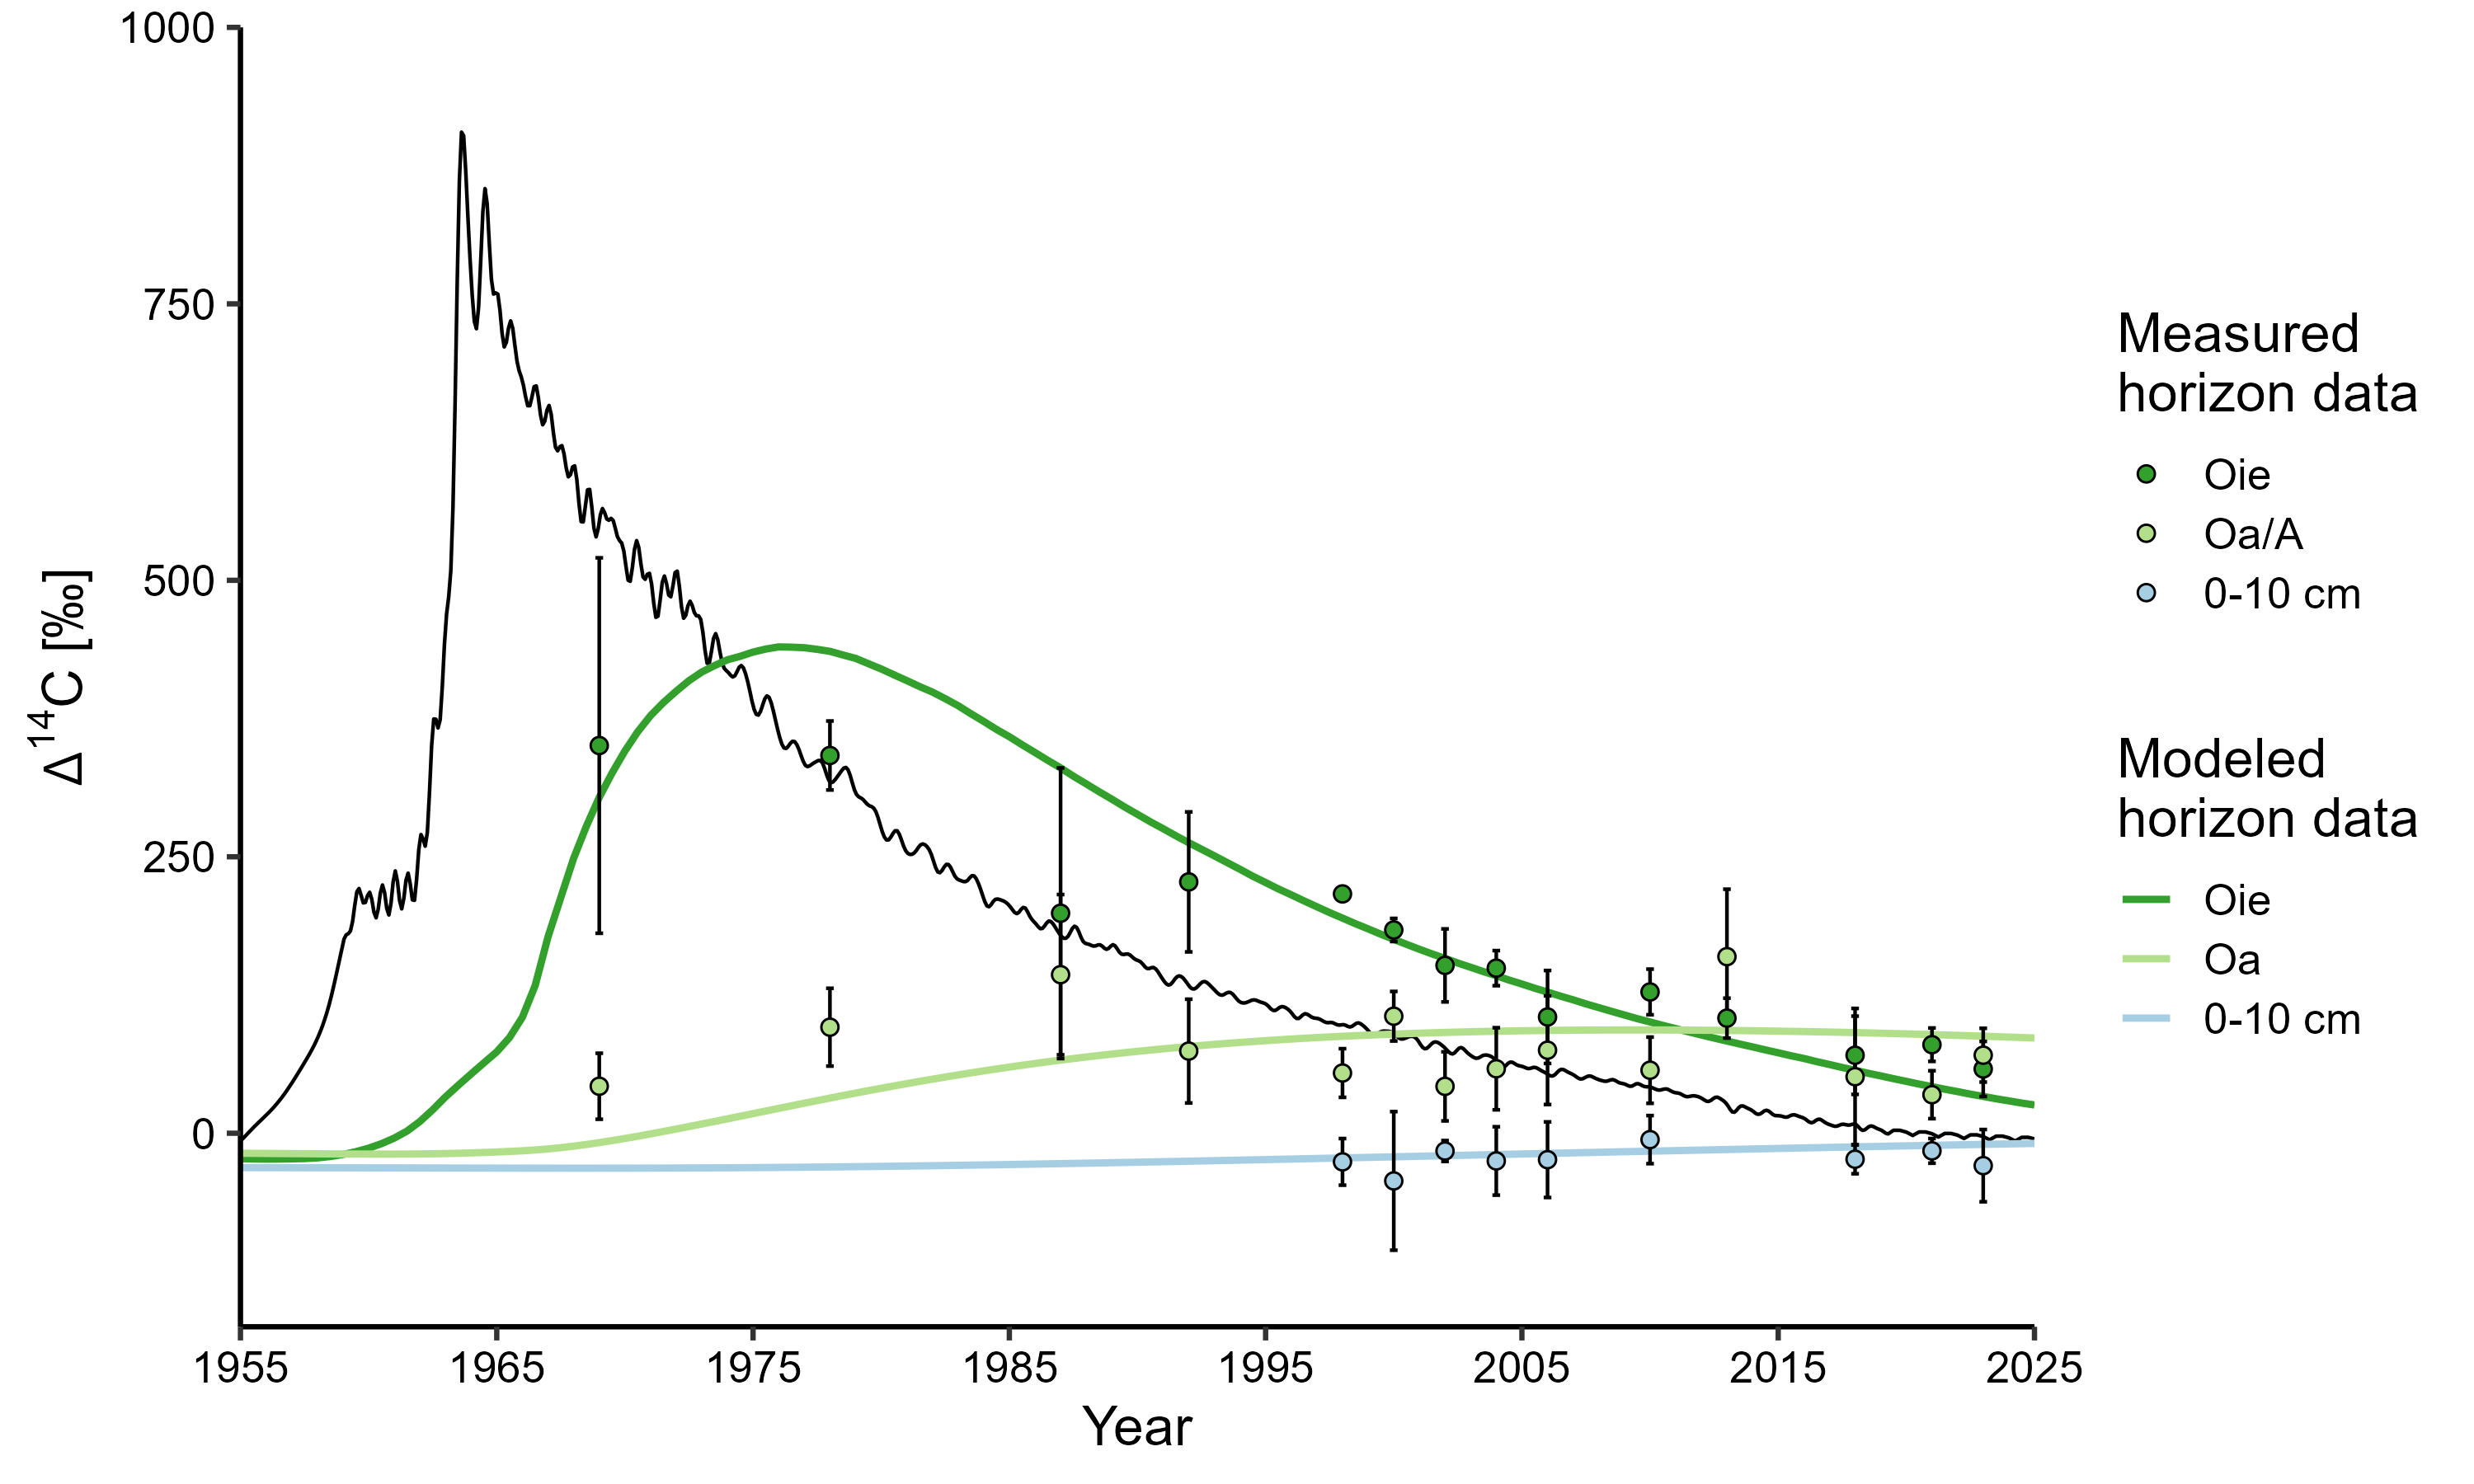 1000
750
500
250
0
Δ¹⁴C [‰]
1955 1965 1975 1985 1995 2005 2015 2025
Year
Measured
horizon data
Oie
Oa/A
0-10 cm
Modeled
horizon data
Oie
Oa
0-10 cm